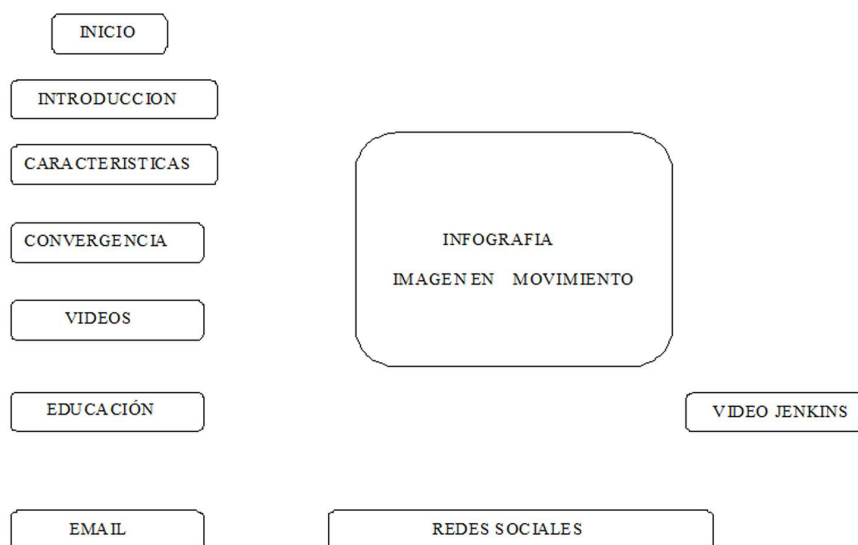 INICIO
INTRODUCCION
CARACTERISTICAS
CONVERGENCIA
VIDEOS
EDUCACIÓN
EMAIL
INFOGRAFIA
IMAGEN EN MOVIMIENTO
VIDEO JENKINS
REDES SOCIALES